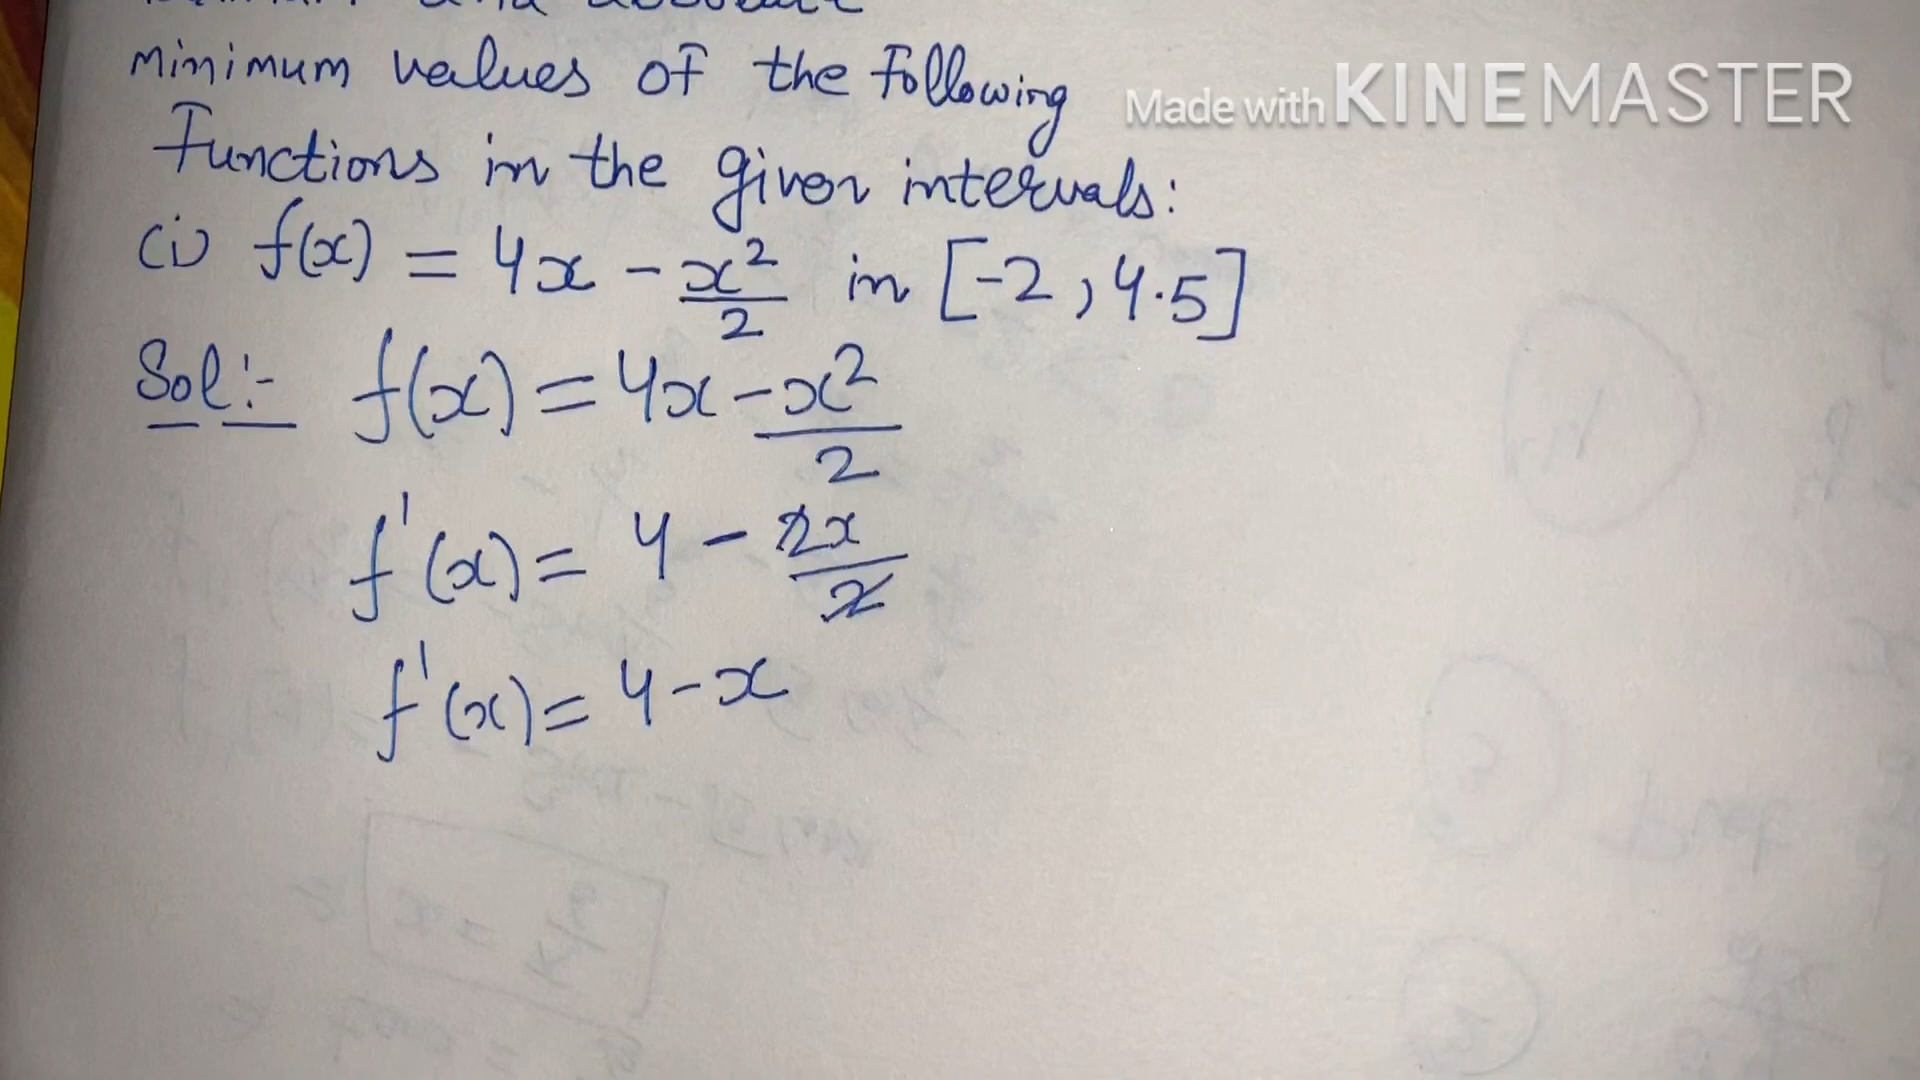 and
minimum values of the following
Made with KINEMASTER
Functions in the given intervals:
(i) f(x) = 4x - x²/2 in [-2, 4.5]
Sol:- f(x) = 4x - x²/2
f'(x) = 4 - 2x/2
f'(x) = 4 - x